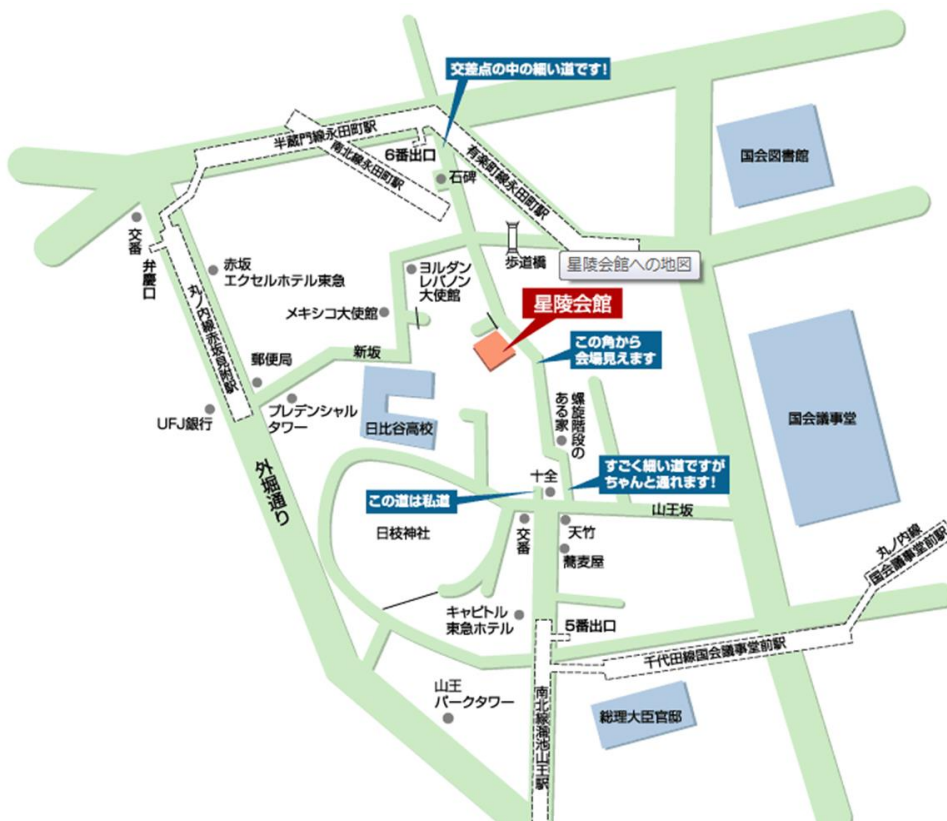 交差点の中の細い道です!
半蔵門線永田町駅
南北線永田町駅
6番出口
有楽町線永田町駅
国会図書館
石碑
交番
弁慶口
赤坂
エクセルホテル東急
ヨルダン
レバノン
大使館
歩道橋
星陵会館への地図
丸ノ内線赤坂見附駅
メキシコ大使館
星陵会館
この角から
会場見えます
新坂
郵便局
プレデンシャル
タワー
UFJ銀行
日比谷高校
螺旋階段の
ある家
国会議事堂
外堀通り
十全
すごく細い道ですが
ちゃんと通れます!
この道は私道
山王坂
日枝神社
交番
天竹
蕎麦屋
丸ノ内線
国会議事堂前駅
キャピトル
東急ホテル
5番出口
千代田線国会議事堂前駅
山王
パークタワー
南北線溜池山王駅
総理大臣官邸